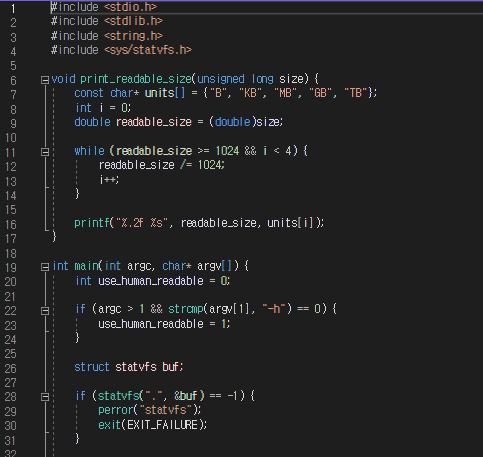 1 #include <stdio.h>
2 #include <stdlib.h>
3 #include <string.h>
4 #include <sys/statvfs.h>
5
6 void print_readable_size(unsigned long size) {
7 const char* units[] = {"B", "KB", "MB", "GB", "TB"};
8 int i = 0;
9 double readable_size = (double)size;
10
11 while (readable_size >= 1024 && i < 4) {
12 readable_size /= 1024;
13 i++;
14 }
15
16 printf("%.2f %s", readable_size, units[i]);
17 }
18
19 int main(int argc, char* argv[]) {
20 int use_human_readable = 0;
21
22 if (argc > 1 && strcmp(argv[1], "-h") == 0) {
23 use_human_readable = 1;
24 }
25
26 struct statvfs buf;
27
28 if (statvfs(".", &buf) == -1) {
29 perror("statvfs");
30 exit(EXIT_FAILURE);
31 }
32